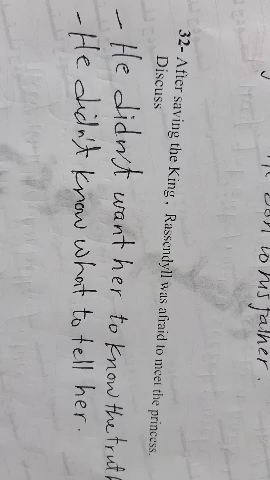 to his father.
32- After saving the King, Rassendyll was afraid to meet the princess.
Discuss
- He didn't want her to know the truth
- He didn't know what to tell her.